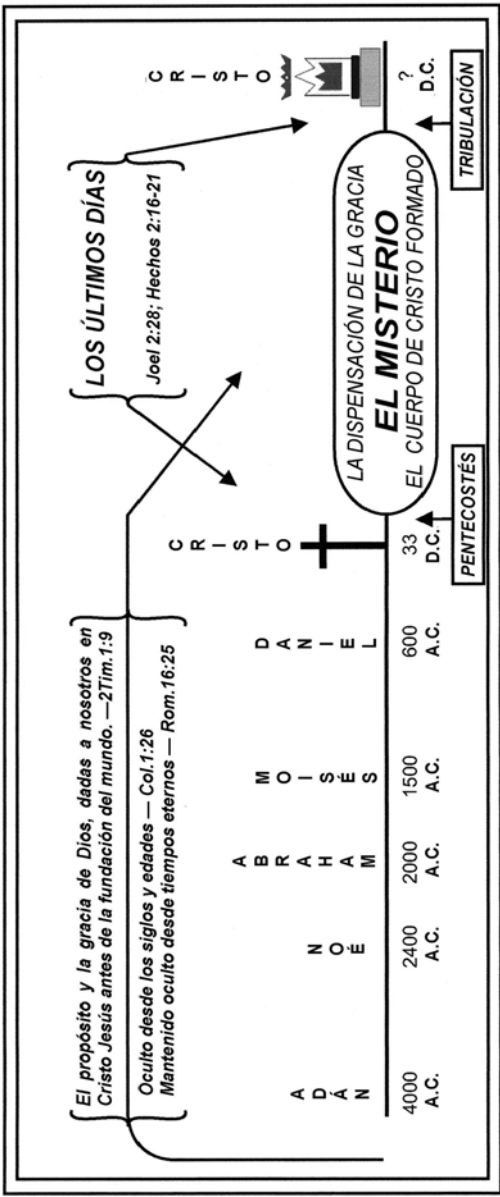 El propósito y la gracia de Dios, dadas a nosotros en
Cristo Jesús antes de la fundación del mundo. —2Tim.1:9
Oculto desde los siglos y edades — Col.1:26
Mantenido oculto desde tiempos eternos — Rom.16:25
LOS ÚLTIMOS DÍAS
Joel 2:28; Hechos 2:16-21
ADÁN
NOÉ
ABRAHAM
MOISÉS
DANIEL
CRISTO
CRISTO
LA DISPENSACIÓN DE LA GRACIA
EL MISTERIO
EL CUERPO DE CRISTO FORMADO
4000
A.C.
2400
A.C.
2000
A.C.
1500
A.C.
600
A.C.
33
D.C.
?
D.C.
PENTECOSTÉS
TRIBULACIÓN